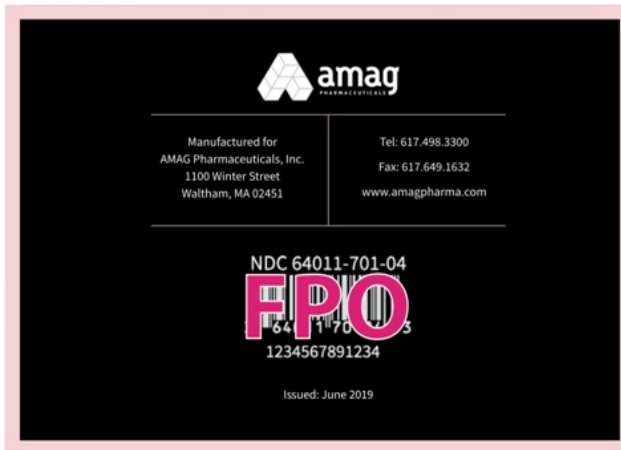 amag
PHARMACEUTICALS
Manufactured for
AMAG Pharmaceuticals, Inc.
1100 Winter Street
Waltham, MA 02451
Tel: 617.498.3300
Fax: 617.649.1632
www.amagpharma.com
NDC 64011-701-04
FPO
1234567891234
Issued: June 2019